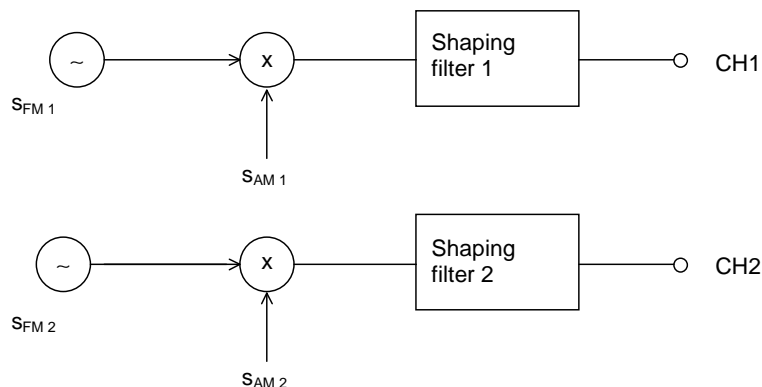 Shaping
filter 1
~
x
CH1
sFM 1
sAM 1
Shaping
filter 2
~
x
CH2
sFM 2
sAM 2